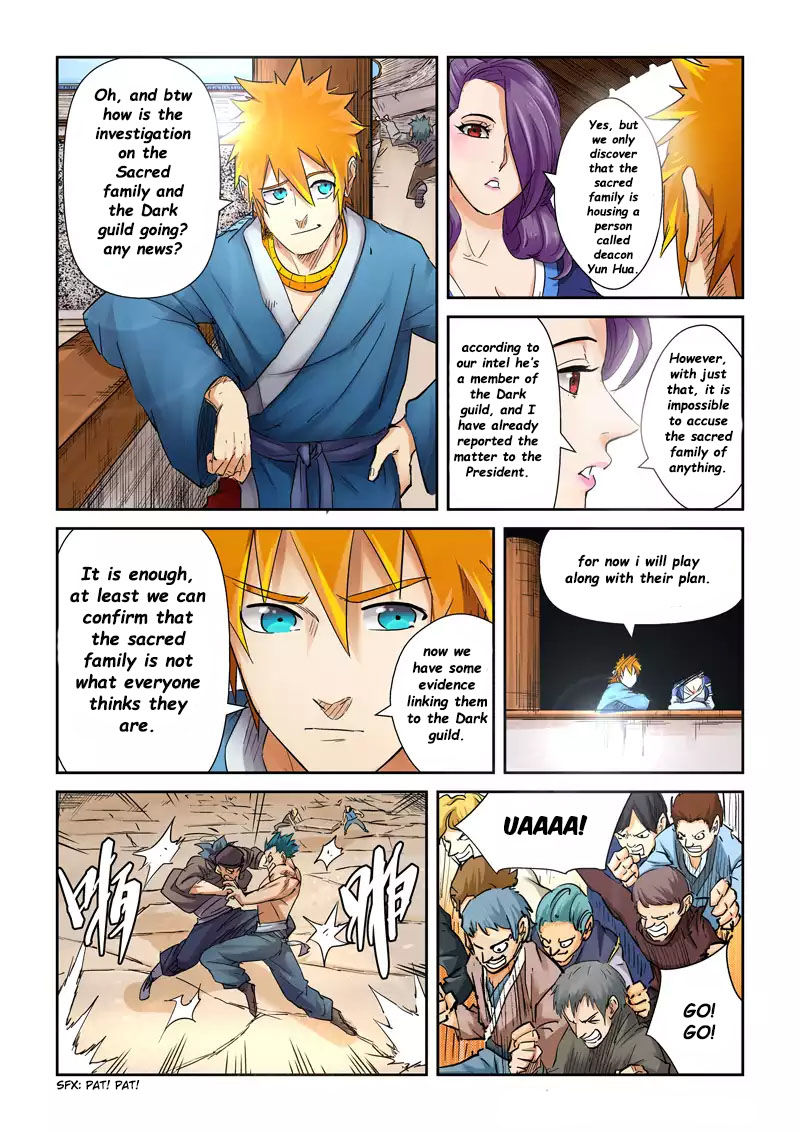 Oh, and btw
how is the
investigation
on the
Sacred
family and
the Dark
guild going?
any news?
Yes, but
we only
discover
that the
sacred
family is
housing a
person
called
deacon
Yun Hua.
according to
our intel he's
a member of
the Dark
guild, and I
have already
reported the
matter to the
President.
However,
with just
that, it is
impossible
to accuse
the sacred
family of
anything.
It is enough,
at least we can
confirm that
the sacred
family is not
what everyone
thinks they
are.
now we
have some
evidence
linking them
to the Dark
guild.
for now i will play
along with their plan.
啪
啪
UAAAA!
GO!
GO!
SFX: PAT! PAT!